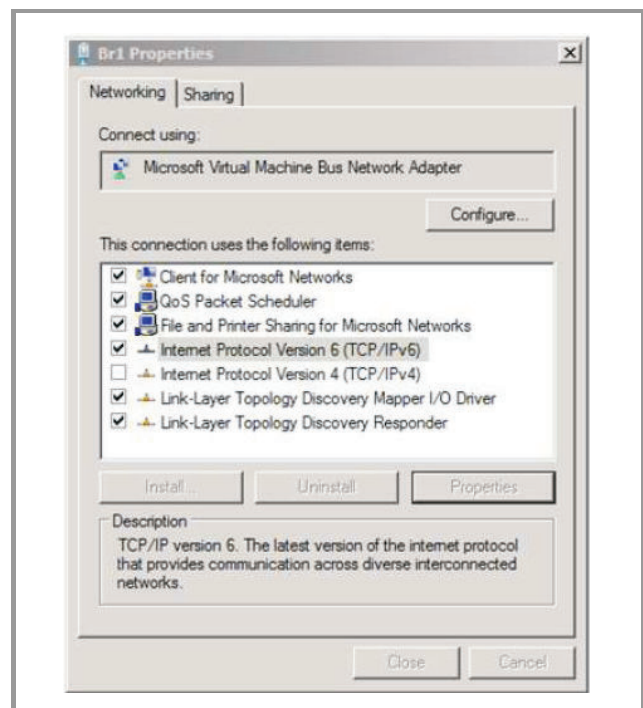 Br1 Properties
Networking
Sharing
Connect using:
Microsoft Virtual Machine Bus Network Adapter
Configure...
This connection uses the following items:
Client for Microsoft Networks
QoS Packet Scheduler
File and Printer Sharing for Microsoft Networks
Internet Protocol Version 6 (TCP/IPv6)
Internet Protocol Version 4 (TCP/IPv4)
Link-Layer Topology Discovery Mapper I/O Driver
Link-Layer Topology Discovery Responder
Install...
Uninstall
Properties
Description
TCP/IP version 6. The latest version of the internet protocol
that provides communication across diverse interconnected
networks.
Close
Cancel